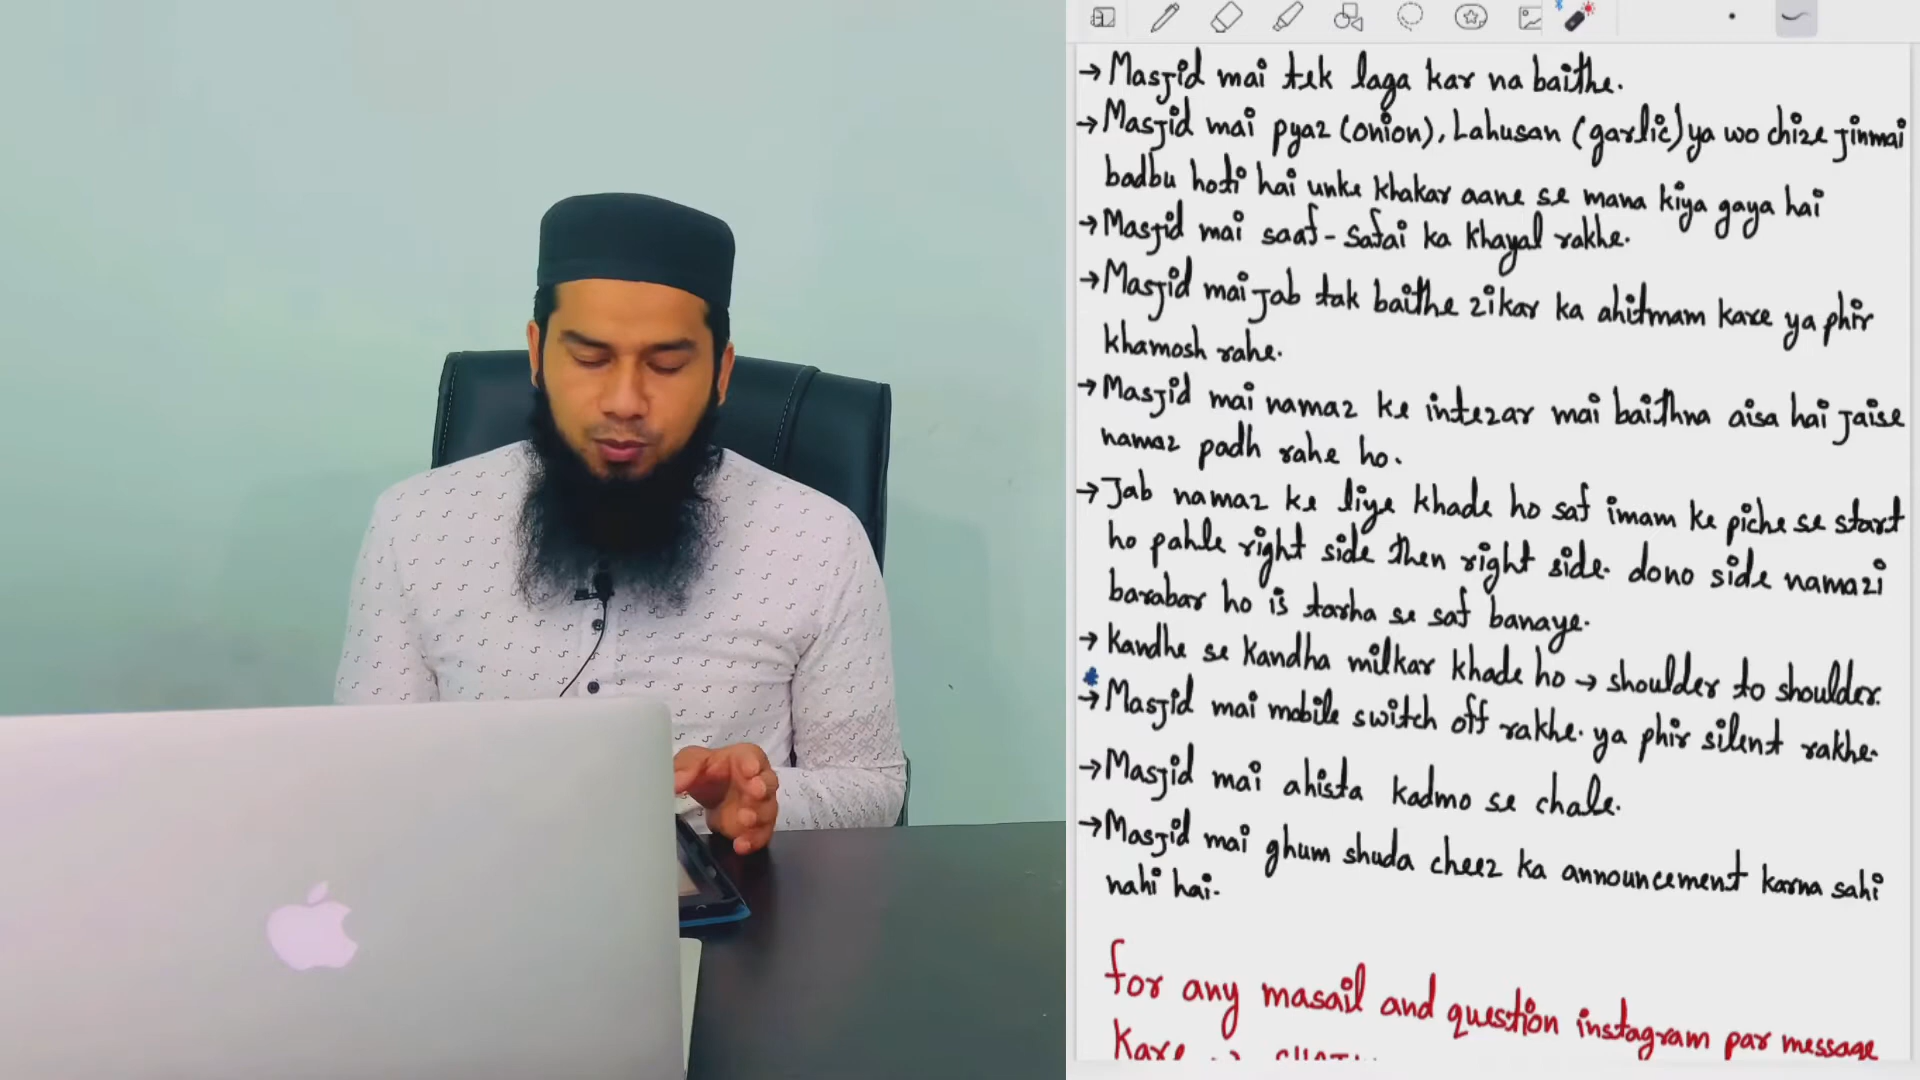 → Masjid mai tek laga kar na baithe.
→ Masjid mai pyaz (onion), Lahusan (garlic) ya wo chize jinmai
badbu hoti hai unke khakar aane se mana kiya gaya hai
→ Masjid mai saaf-Safai ka khayal rakhe.
→ Masjid mai jab tak baithe zikar ka ahitmam kare ya phir
khamosh rahe.
→ Masjid mai namaz ke intezar mai baithna aisa hai jaise
namaz padh rahe ho.
→ Jab namaz ke liye khade ho saf imam ke piche se start
ho pahle right side then right side. dono side namazi
barabar ho is tarha se saf banaye.
→ Kandhe se kandha milkar khade ho → shoulder to shoulder.
→ Masjid mai mobile switch off rakhe. ya phir silent rakhe.
→ Masjid mai ahista kadmo se chale.
→ Masjid mai ghum shuda cheez ka announcement karna sahi
nahi hai.
for any masail and question instagram par message
Kare